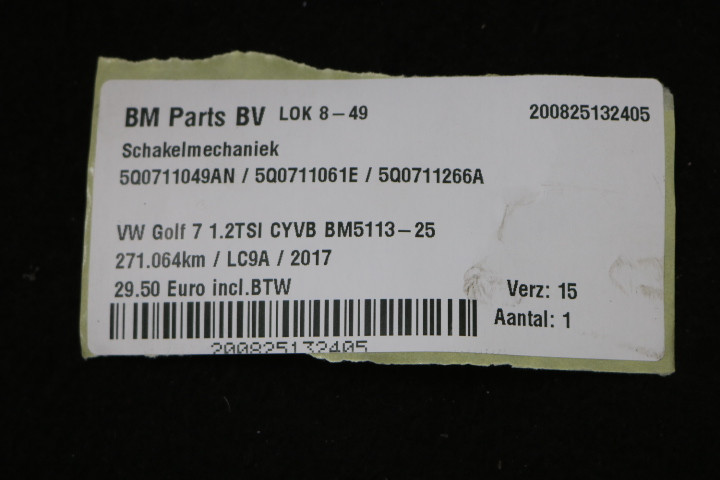 BM Parts BV LOK 8-49 200825132405
Schakelmechaniek
5Q0711049AN / 5Q0711061E / 5Q0711266A
VW Golf 7 1.2TSI CYVB BM5113-25
271.064km / LC9A / 2017
29.50 Euro incl.BTW Verz: 15
Aantal: 1
200825132405